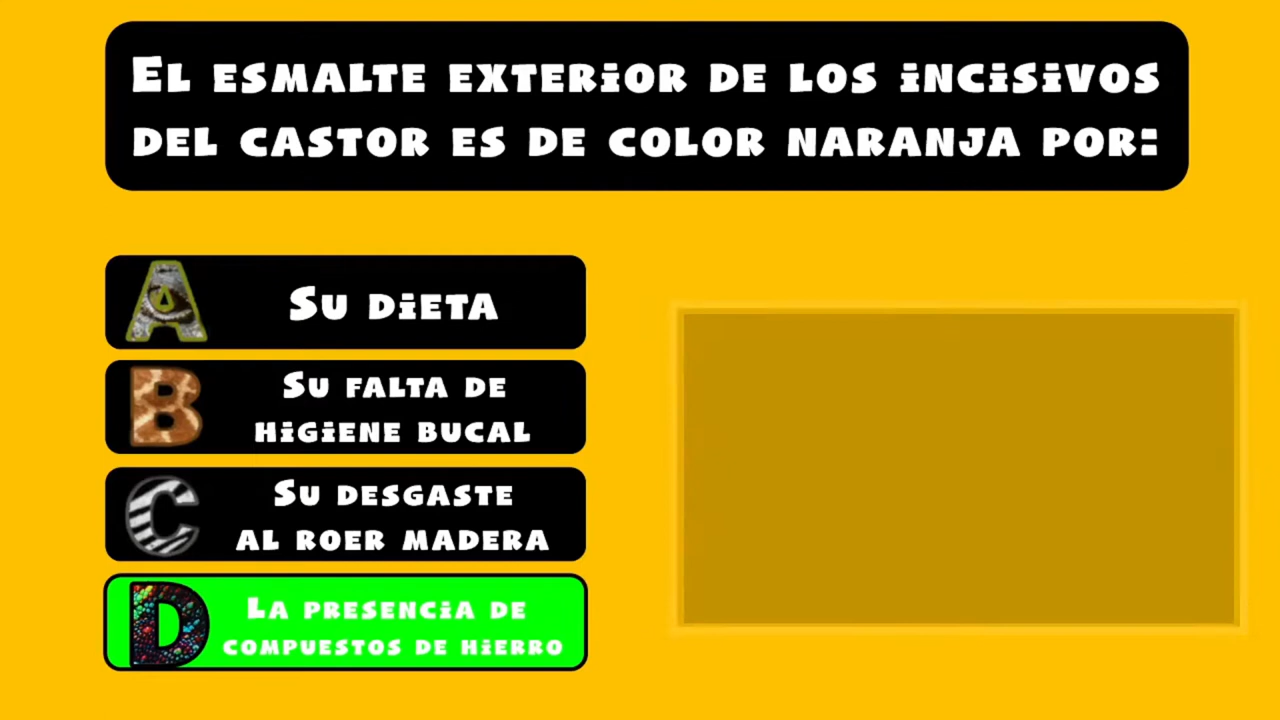 El esmalte exterior de los incisivos
del castor es de color naranja por:
A Su dieta
B Su falta de
higiene bucal
C Su desgaste
al roer madera
D La presencia de
compuestos de hierro